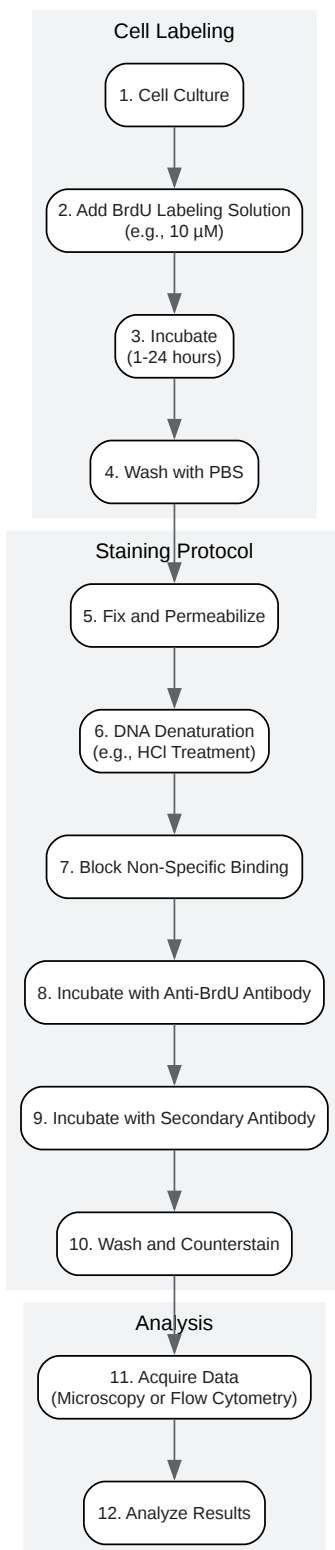 Cell Labeling
1. Cell Culture
2. Add BrdU Labeling Solution
(e.g., 10 µM)
3. Incubate
(1-24 hours)
4. Wash with PBS
Staining Protocol
5. Fix and Permeabilize
6. DNA Denaturation
(e.g., HCl Treatment)
7. Block Non-Specific Binding
8. Incubate with Anti-BrdU Antibody
9. Incubate with Secondary Antibody
10. Wash and Counterstain
Analysis
11. Acquire Data
(Microscopy or Flow Cytometry)
12. Analyze Results